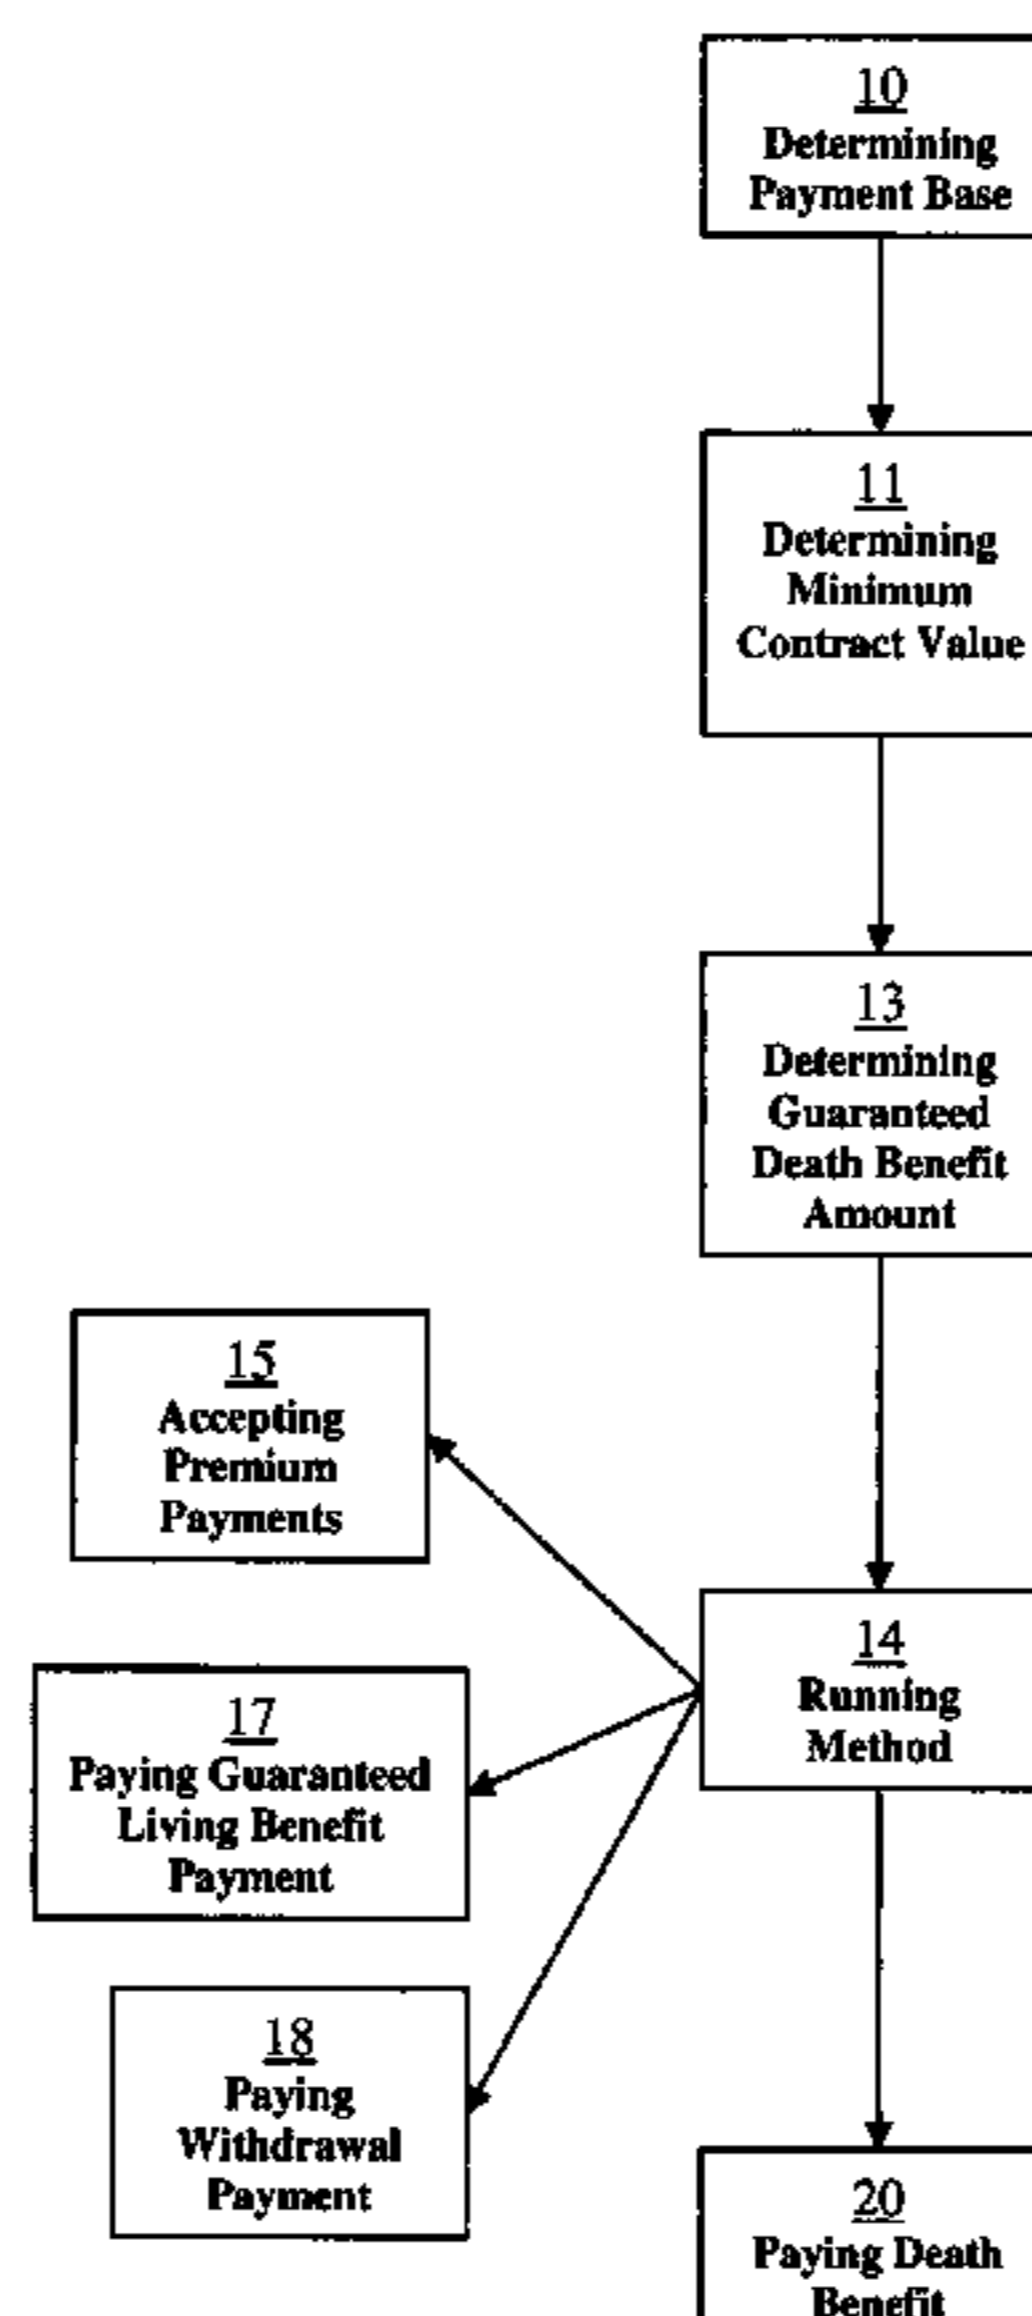 10
Determining
Payment Base
11
Determining
Minimum
Contract Value
13
Determining
Guaranteed
Death Benefit
Amount
15
Accepting
Premium
Payments
14
Running
Method
17
Paying Guaranteed
Living Benefit
Payment
18
Paying
Withdrawal
Payment
20
Paying Death
Benefit